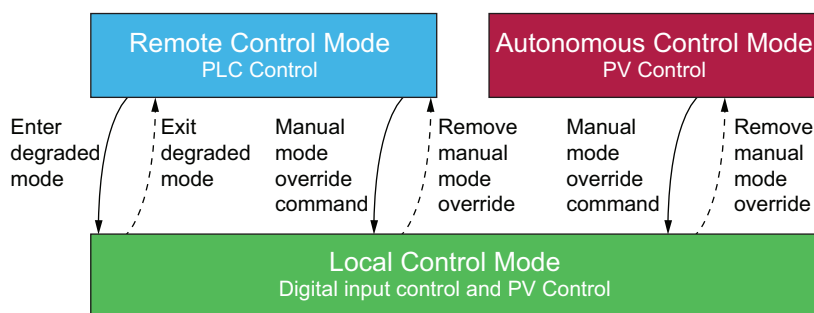 Remote Control Mode
PLC Control
Autonomous Control Mode
PV Control
Enter
degraded
mode
Exit
degraded
mode
Manual
mode
override
command
Remove
manual
mode
override
Manual
mode
override
command
Remove
manual
mode
override
Local Control Mode
Digital input control and PV Control